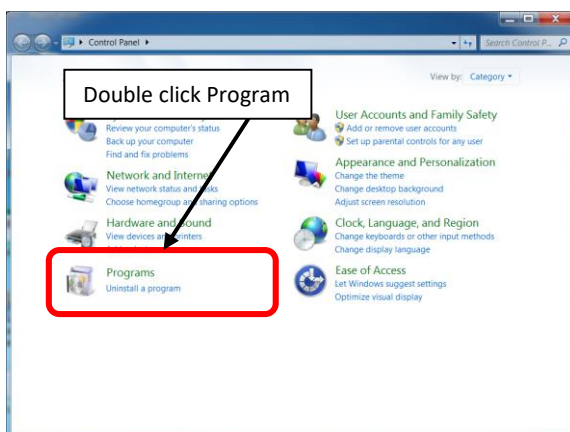 Control Panel
Search Control P...
View by: Category
Double click Program
Review your computer's status
Back up your computer
Find and fix problems
Network and Internet
View network status and tasks
Choose homegroup and sharing options
Hardware and Sound
View devices and printers
Programs
Uninstall a program
User Accounts and Family Safety
Add or remove user accounts
Set up parental controls for any user
Appearance and Personalization
Change the theme
Change desktop background
Adjust screen resolution
Clock, Language, and Region
Change keyboards or other input methods
Change display language
Ease of Access
Let Windows suggest settings
Optimize visual display